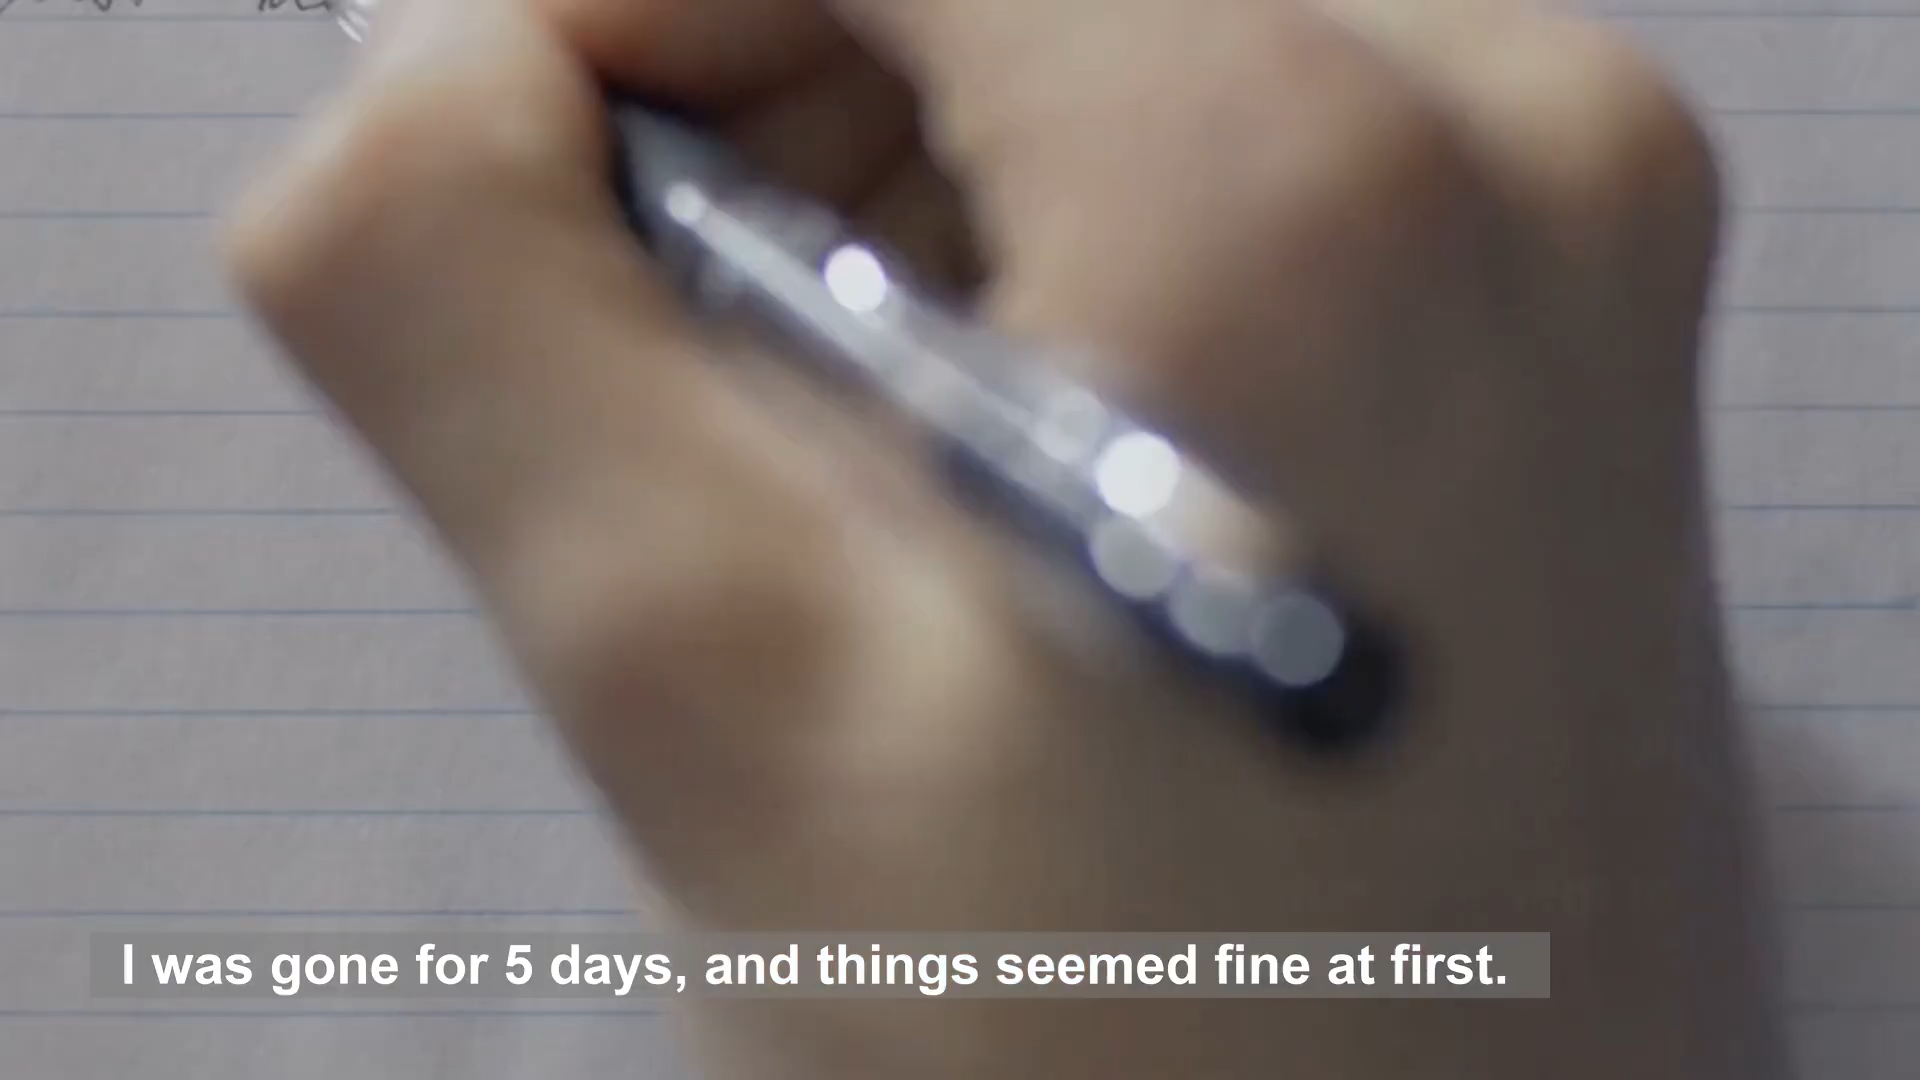 I was gone for 5 days, and things seemed fine at first.